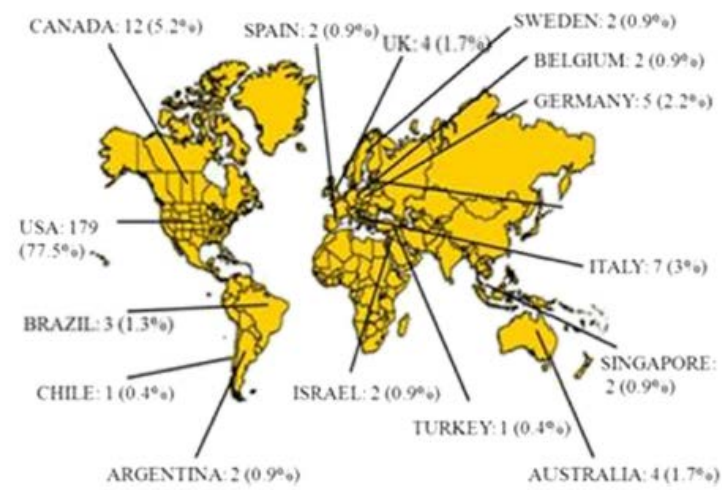 CANADA: 12 (5.2%)
SPAIN: 2 (0.9%)
UK: 4 (1.7%)
SWEDEN: 2 (0.9%)
BELGIUM: 2 (0.9%)
GERMANY: 5 (2.2%)
USA: 179
(77.5%)
ITALY: 7 (3%)
BRAZIL: 3 (1.3%)
SINGAPORE:
2 (0.9%)
CHILE: 1 (0.4%)
ISRAEL: 2 (0.9%)
TURKEY: 1 (0.4%)
ARGENTINA: 2 (0.9%)
AUSTRALIA: 4 (1.7%)